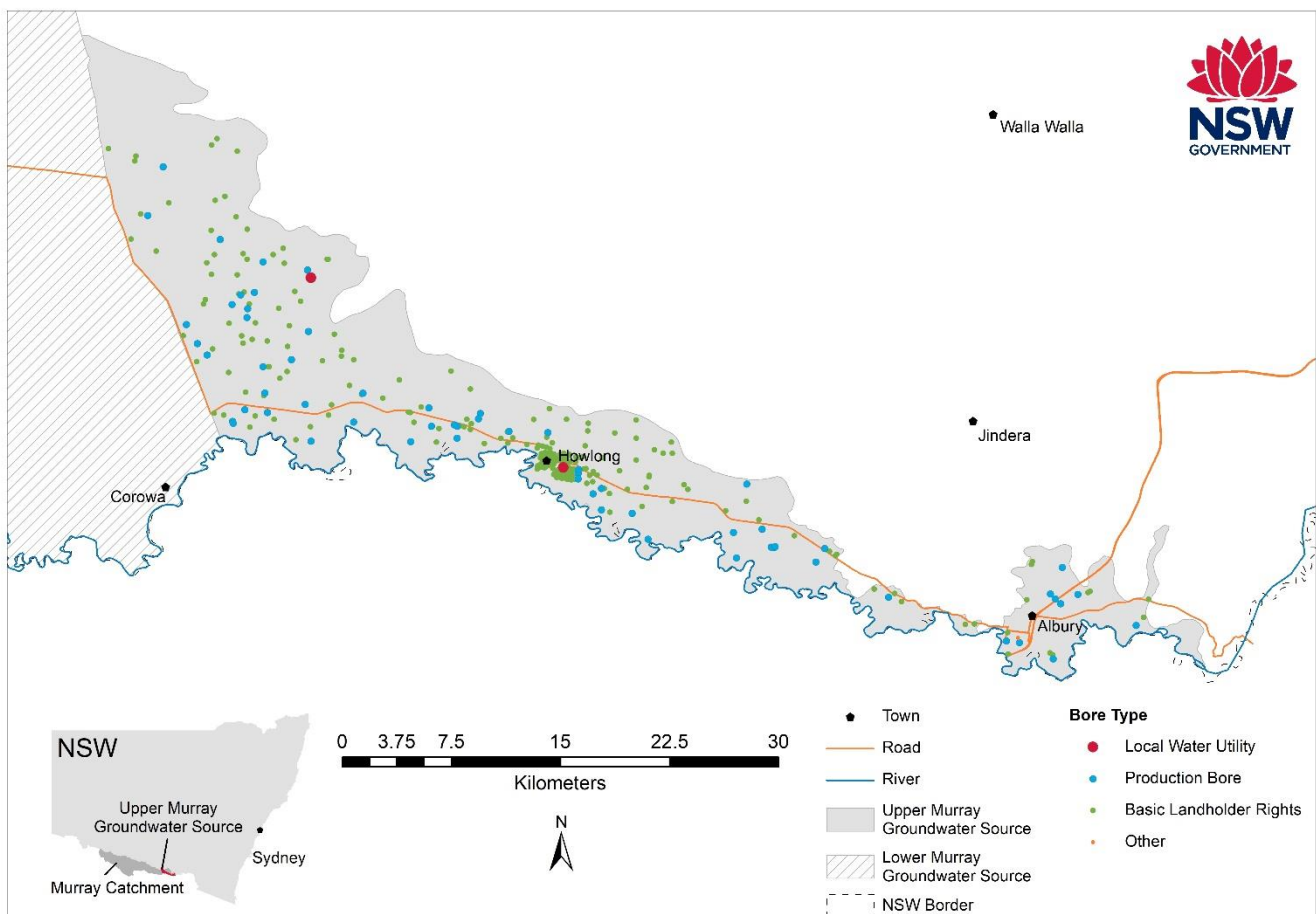 Walla Walla
NSW
GOVERNMENT
Jindera
Howlong
Corowa
Albury
NSW
Upper Murray
Groundwater Source
Sydney
Murray Catchment
0 3.75 7.5 15 22.5 30
Kilometers
N
Town
Road
River
Upper Murray
Groundwater Source
Lower Murray
Groundwater Source
NSW Border
Bore Type
Local Water Utility
Production Bore
Basic Landholder Rights
Other